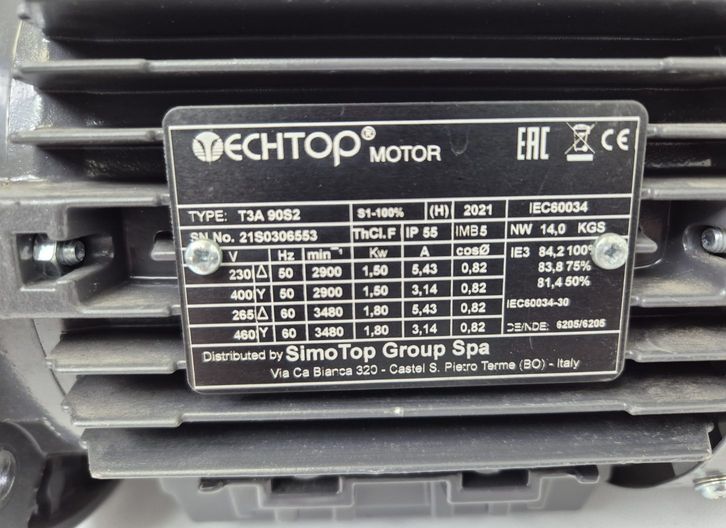 TECHTOP® MOTOR EAC CE
TYPE: T3A 90S2 S1-100% (H) 2021 IEC60034
SN No. 21S0306553 ThCl.F IP 55 IMB5 NW 14,0 KGS
V Hz min⁻¹ Kw A cosØ IE3 84,2 100%
230 Δ 50 2900 1,50 5,43 0,82 83,8 75%
400 Y 50 2900 1,50 3,14 0,82 81,4 50%
265 Δ 60 3480 1,80 5,43 0,82 IEC60034-30
460 Y 60 3480 1,80 3,14 0,82 DE/NDE: 6205/6205
Distributed by SimoTop Group Spa
Via Ca Bianca 320 - Castel S. Pietro Terme (BO) - Italy